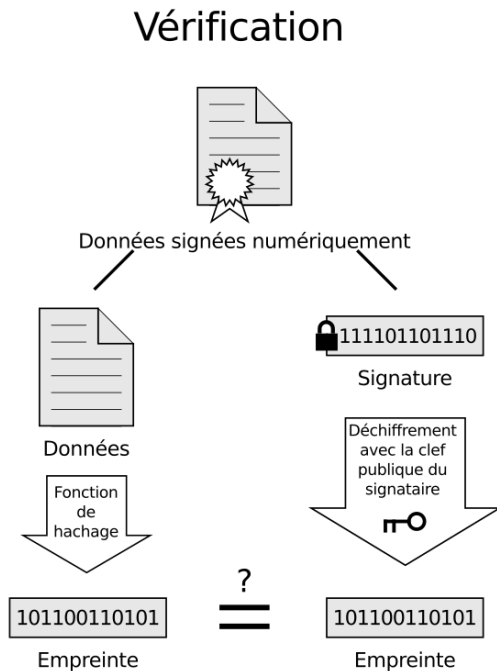 Vérification
Données signées numériquement
111101101110
Signature
Données
Déchiffrement
avec la clef
publique du
signataire
Fonction
de
hachage
?
101100110101
=
101100110101
Empreinte
Empreinte